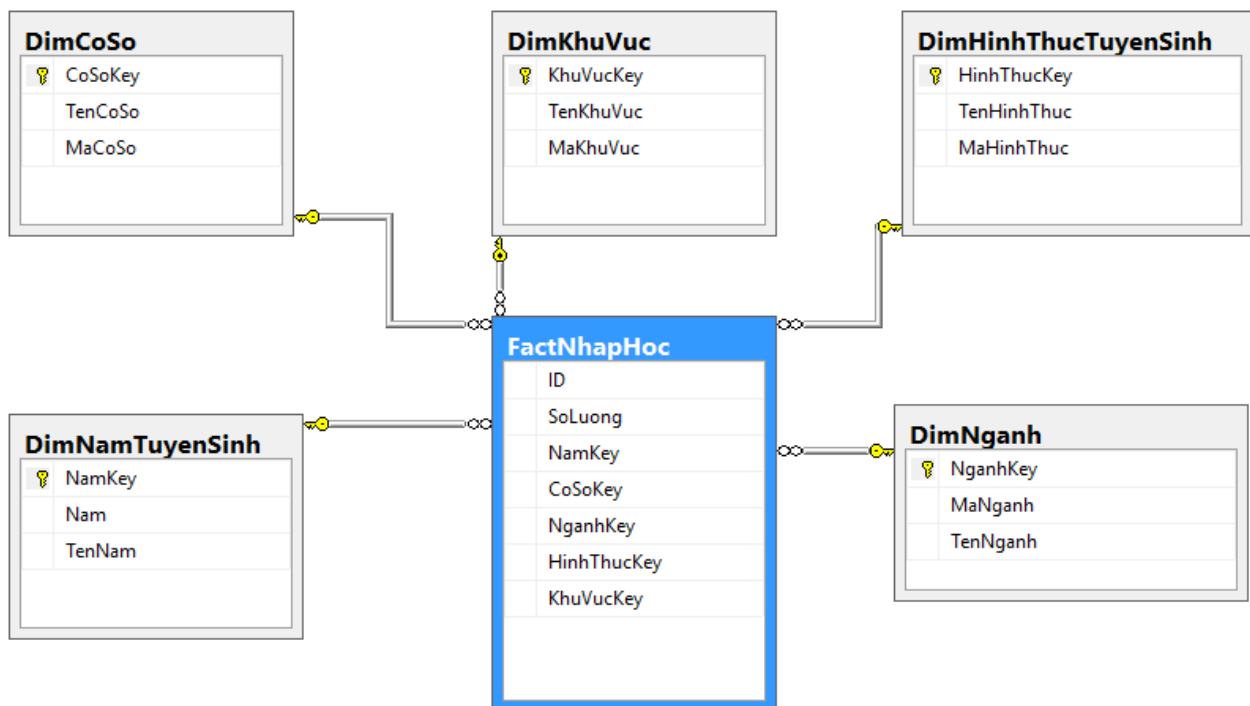 DimCoSo
CoSoKey
TenCoSo
MaCoSo
DimKhuVuc
KhuVucKey
TenKhuVuc
MaKhuVuc
DimHinhThucTuyenSinh
HinhThucKey
TenHinhThuc
MaHinhThuc
FactNhapHoc
ID
SoLuong
NamKey
CoSoKey
NganhKey
HinhThucKey
KhuVucKey
DimNamTuyenSinh
NamKey
Nam
TenNam
DimNganh
NganhKey
MaNganh
TenNganh